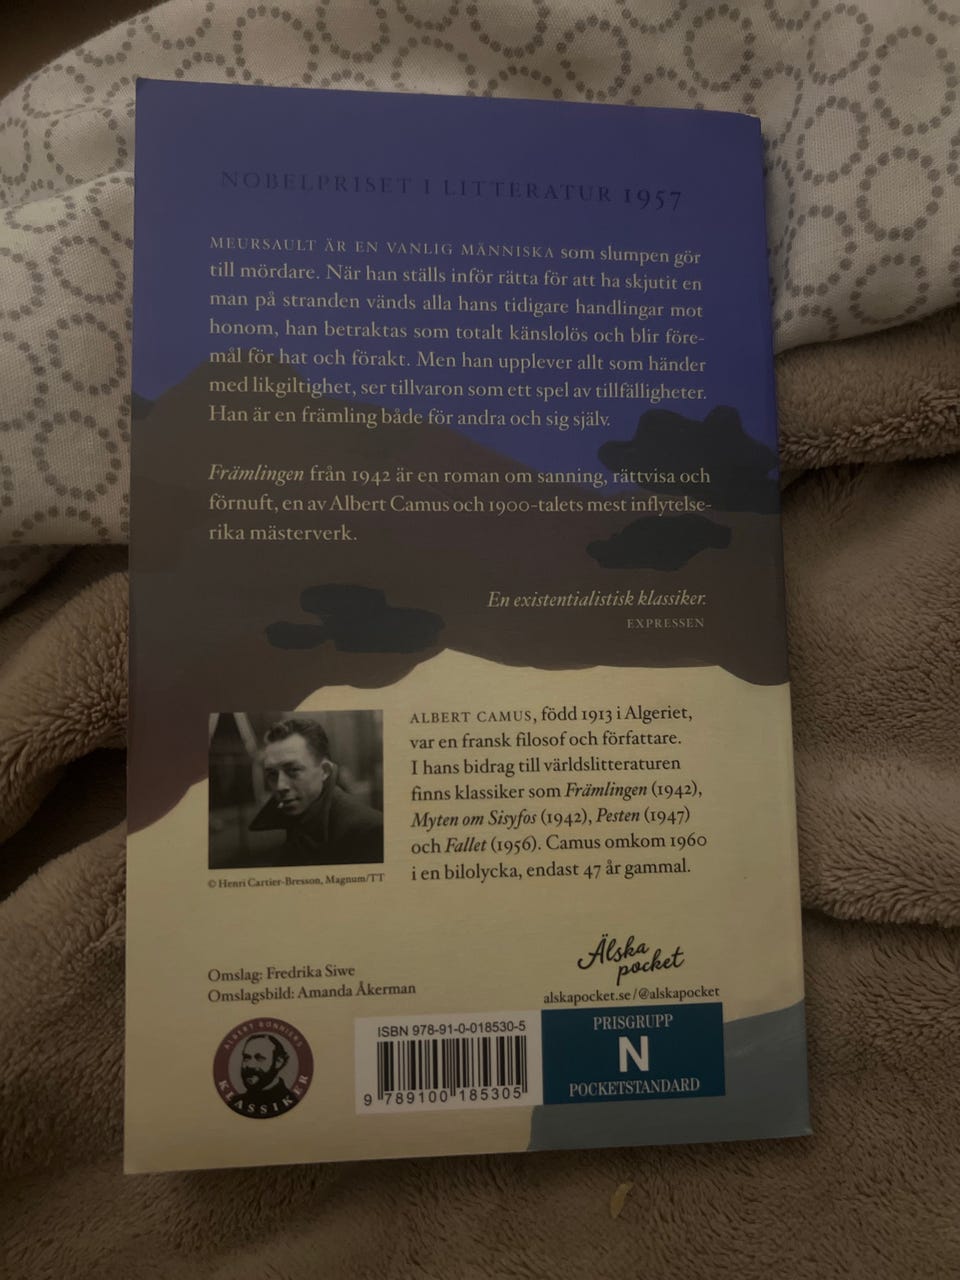 NOBELPRISET I LITTERATUR 1957
MEURSAULT ÄR EN VANLIG MÄNNISKA som slumpen gör
till mördare. När han ställs inför rätta för att ha skjutit en
man på stranden vänds alla hans tidigare handlingar mot
honom, han betraktas som totalt känslolös och blir före-
mål för hat och förakt. Men han upplever allt som händer
med likgiltighet, ser tillvaron som ett spel av tillfälligheter.
Han är en främling både för andra och sig själv.
Främlingen från 1942 är en roman om sanning, rättvisa och
förnuft, en av Albert Camus och 1900-talets mest inflytelse-
rika mästerverk.
En existentialistisk klassiker.
EXPRESSEN
ALBERT CAMUS, född 1913 i Algeriet,
var en fransk filosof och författare.
I hans bidrag till världslitteraturen
finns klassiker som Främlingen (1942),
Myten om Sisyfos (1942), Pesten (1947)
och Fallet (1956). Camus omkom 1960
i en bilolycka, endast 47 år gammal.
© Henri Cartier-Bresson, Magnum/TT
Omslag: Fredrika Siwe
Omslagsbild: Amanda Åkerman
Älska
pocket
alskapocket.se/@alskapocket
ALBERT BONNIERS
KLASSIKER
ISBN 978-91-0-018530-5
9 789100 185305
PRISGRUPP
N
POCKETSTANDARD